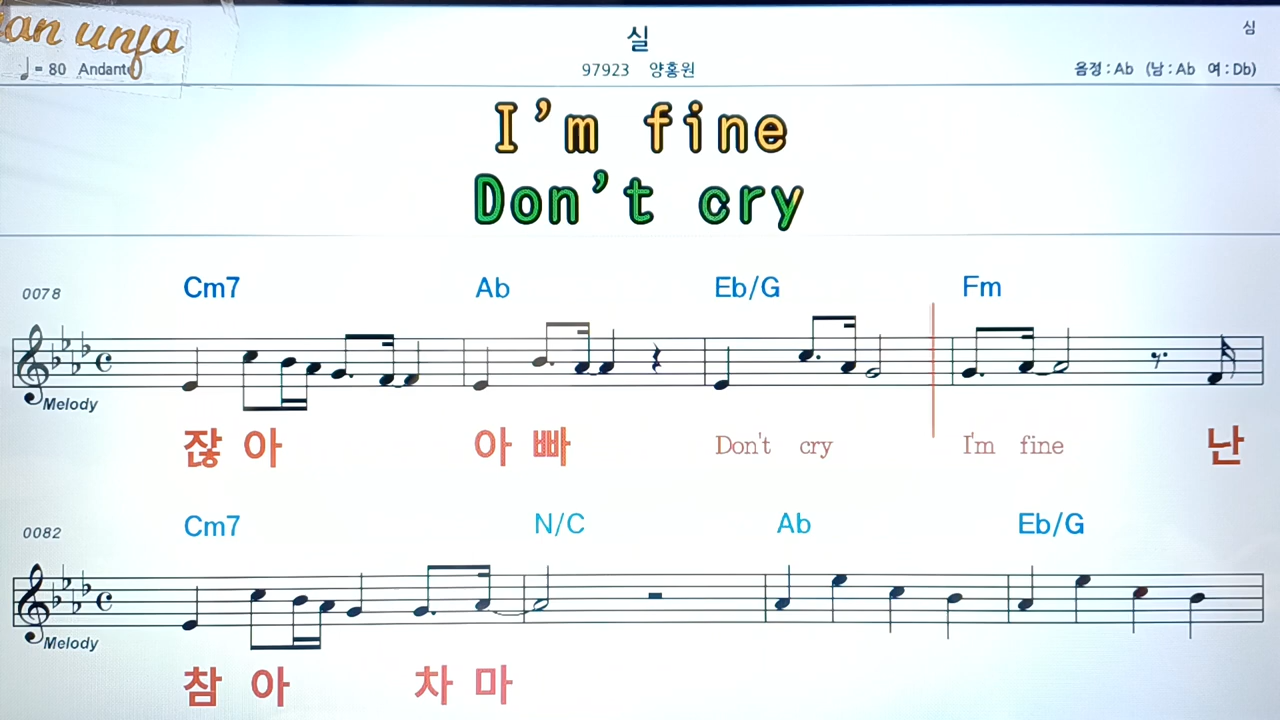 an unfa
♩= 80 Andante
실
97923 양홍원
심
음정 : Ab (남 : Ab 여 : Db)
I'm fine
Don't cry
0078 Cm7 Ab Eb/G Fm
Melody
잖 아 아 빠 Don't cry I'm fine 난
0082 Cm7 N/C Ab Eb/G
Melody
참 아 차 마